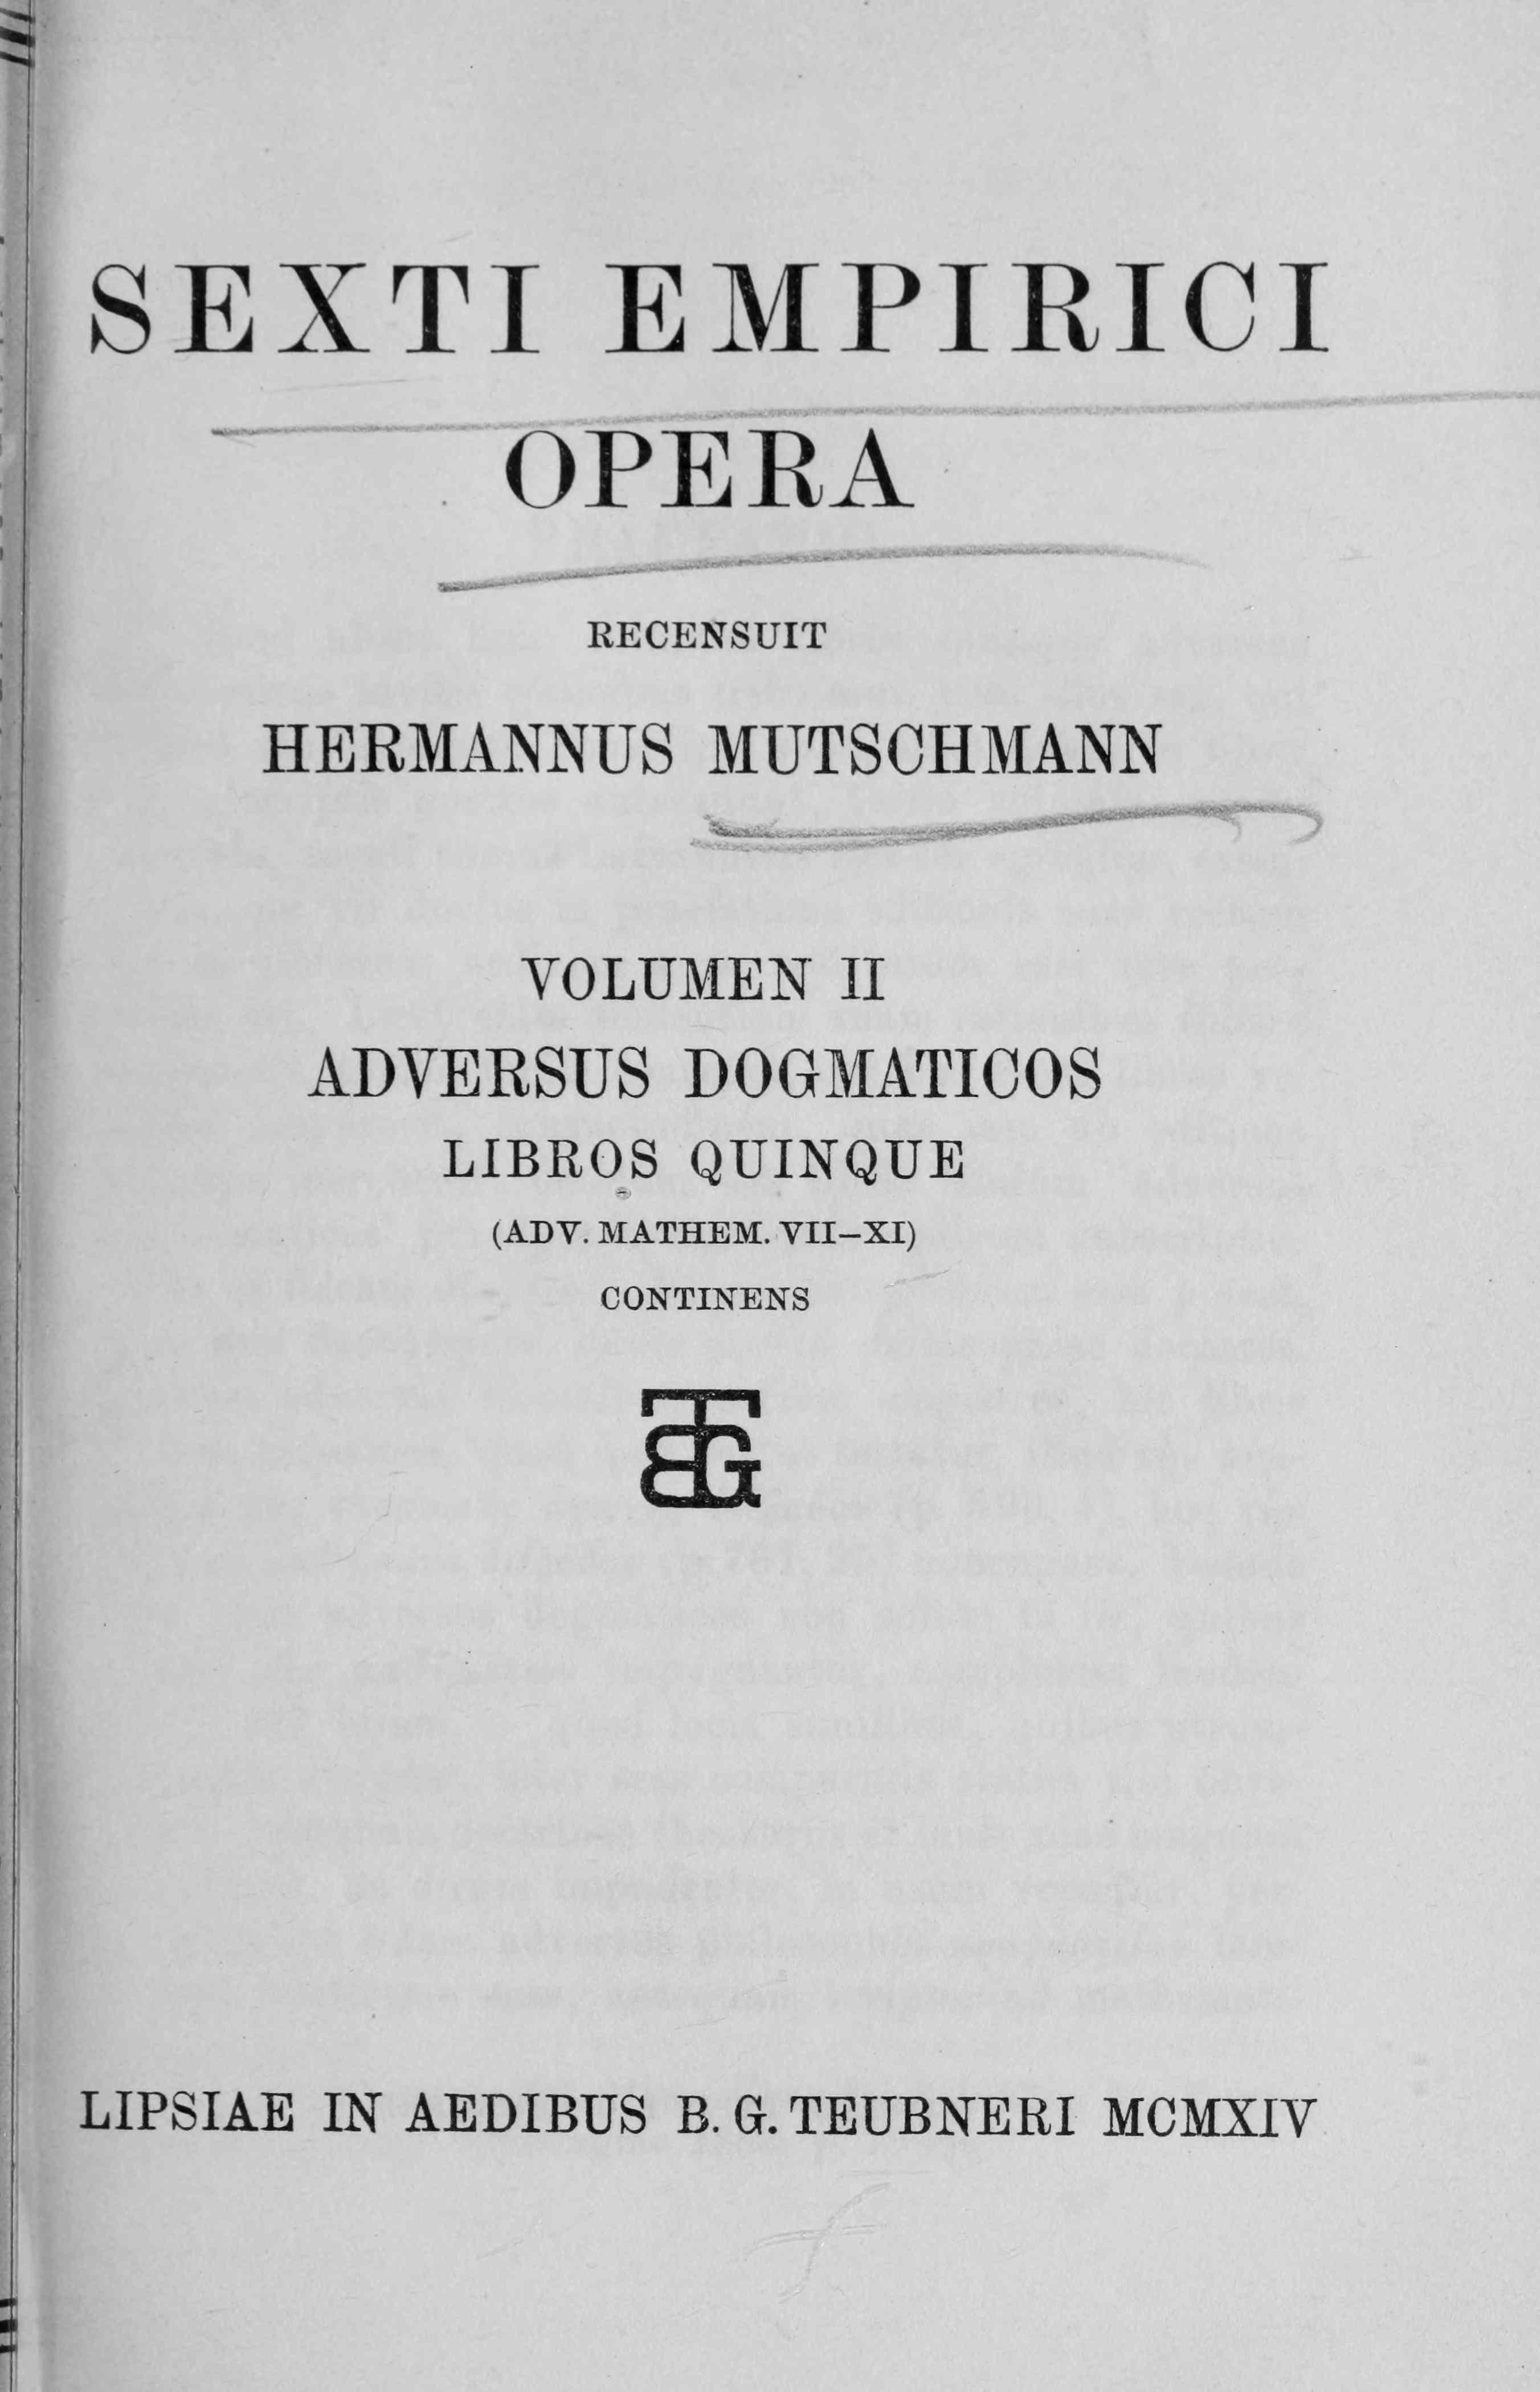 SEXTI EMPIRICI
OPERA
RECENSUIT
HERMANNUS MUTSCHMANN
VOLUMEN II
ADVERSUS DOGMATICOS
LIBROS QUINQUE
(ADV. MATHEM. VII–XI)
CONTINENS
BTG
LIPSIAE IN AEDIBUS B. G. TEUBNERI MCMXIV